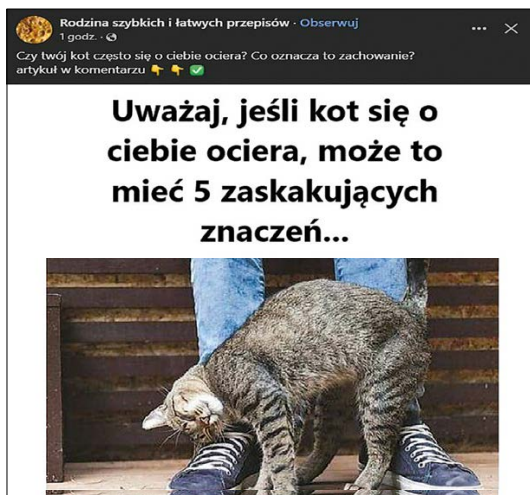 Rodzina szybkich i łatwych przepisów · Obserwuj
1 godz. ·
Czy twój kot często się o ciebie ociera? Co oznacza to zachowanie?
artykuł w komentarzu 👇 👇 ✅
Uważaj, jeśli kot się o
ciebie ociera, może to
mieć 5 zaskakujących
znaczeń...